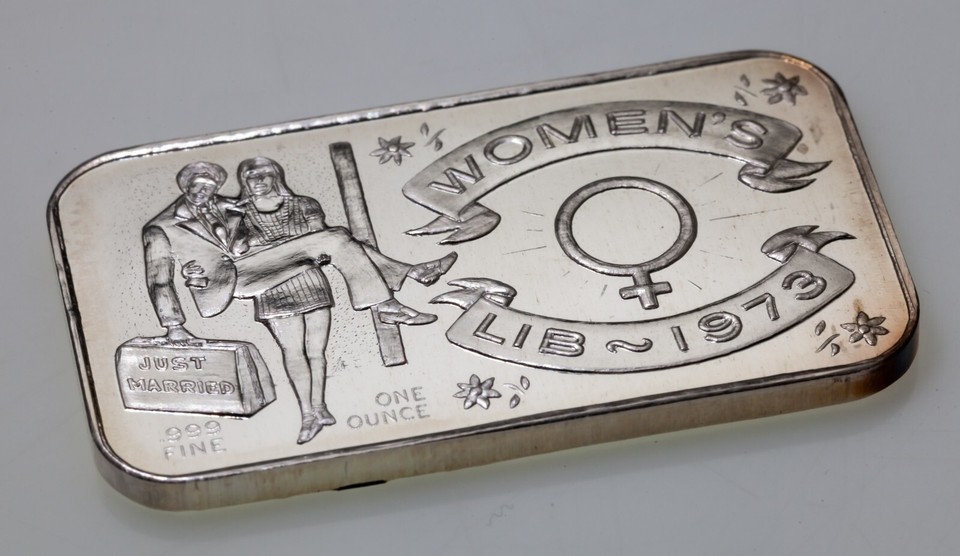 WOMEN'S
LIB ~ 1973
JUST
MARRIED
.999
FINE
ONE
OUNCE